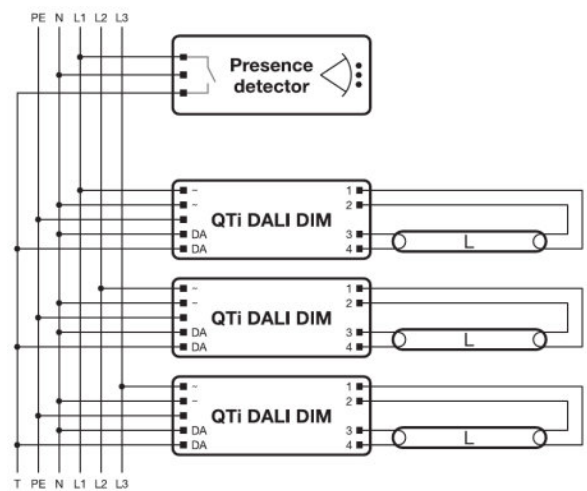 PE N L1 L2 L3
Presence
detector
~ 1
~ 2
QTi DALI DIM
DA 3 L
DA 4
~ 1
~ 2
QTi DALI DIM
DA 3 L
DA 4
~ 1
~ 2
QTi DALI DIM
DA 3 L
DA 4
T PE N L1 L2 L3